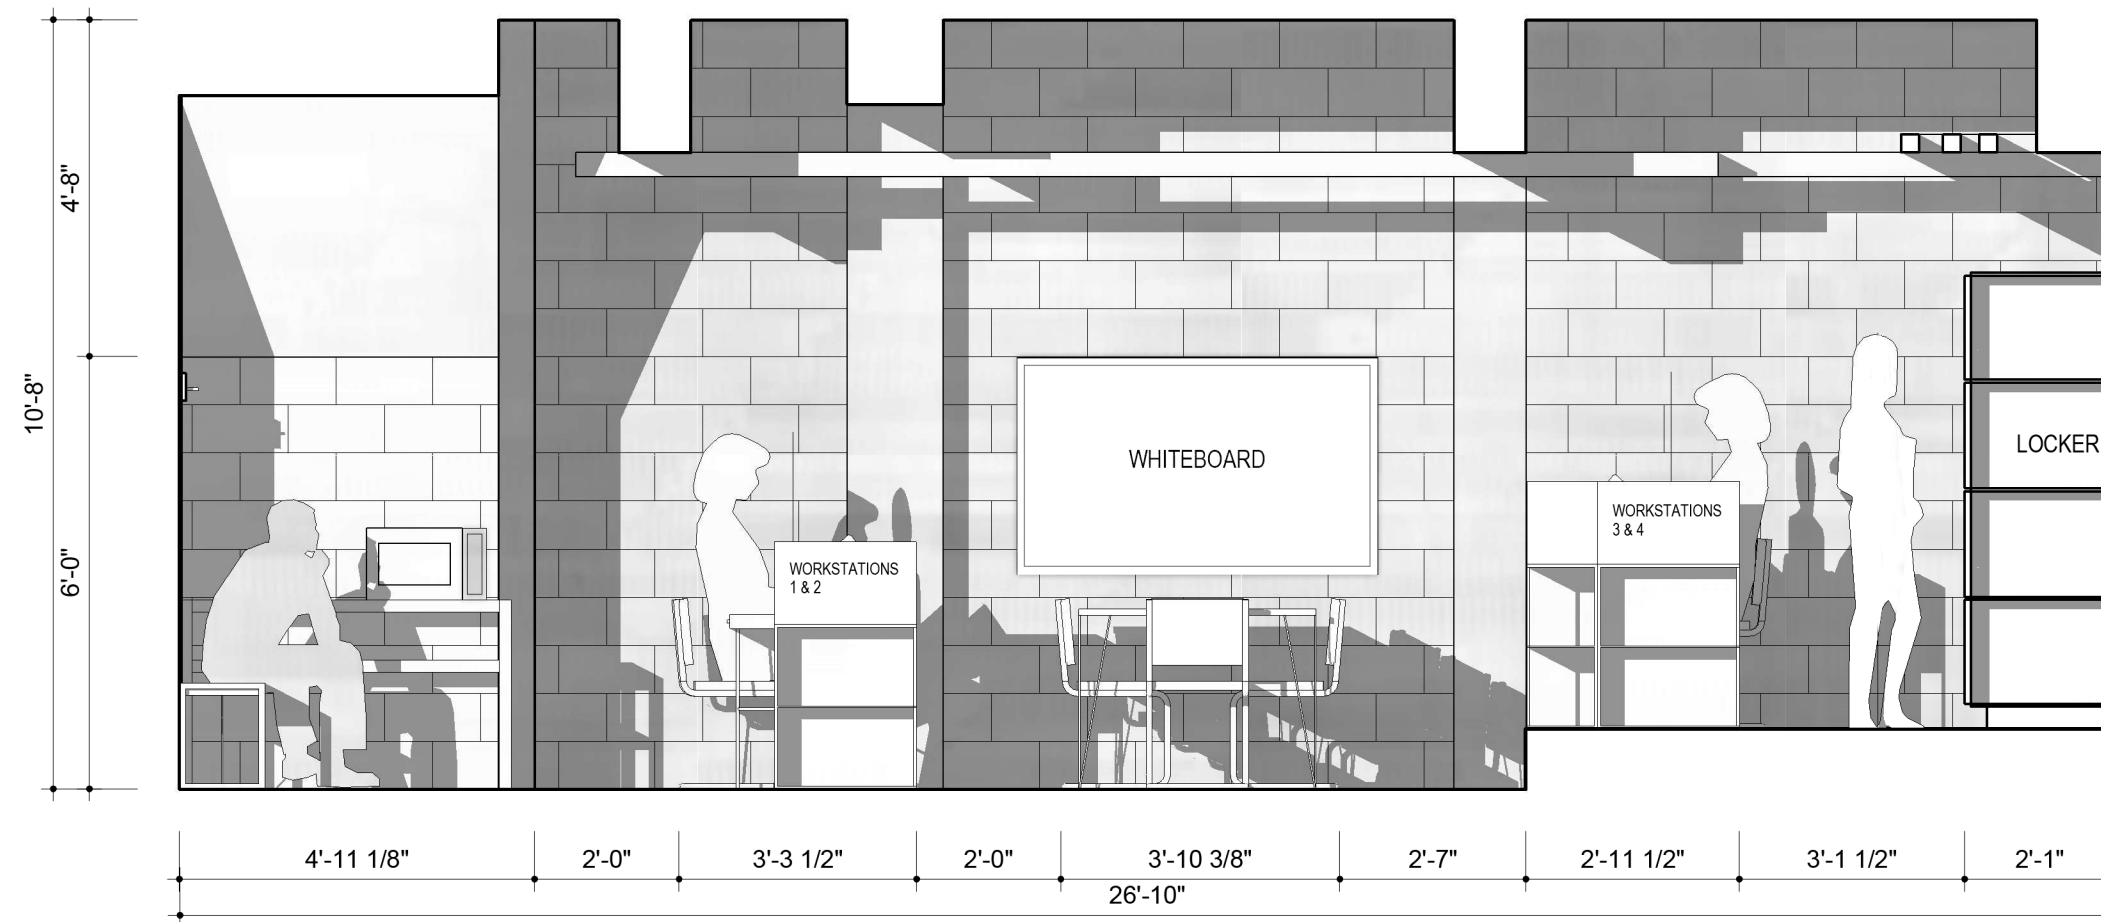 4'-8"
10'-8"
6'-0"
WHITEBOARD
LOCKER
WORKSTATIONS
3 & 4
WORKSTATIONS
1 & 2
4'-11 1/8"
2'-0"
3'-3 1/2"
2'-0"
3'-10 3/8"
2'-7"
2'-11 1/2"
3'-1 1/2"
2'-1"
26'-10"